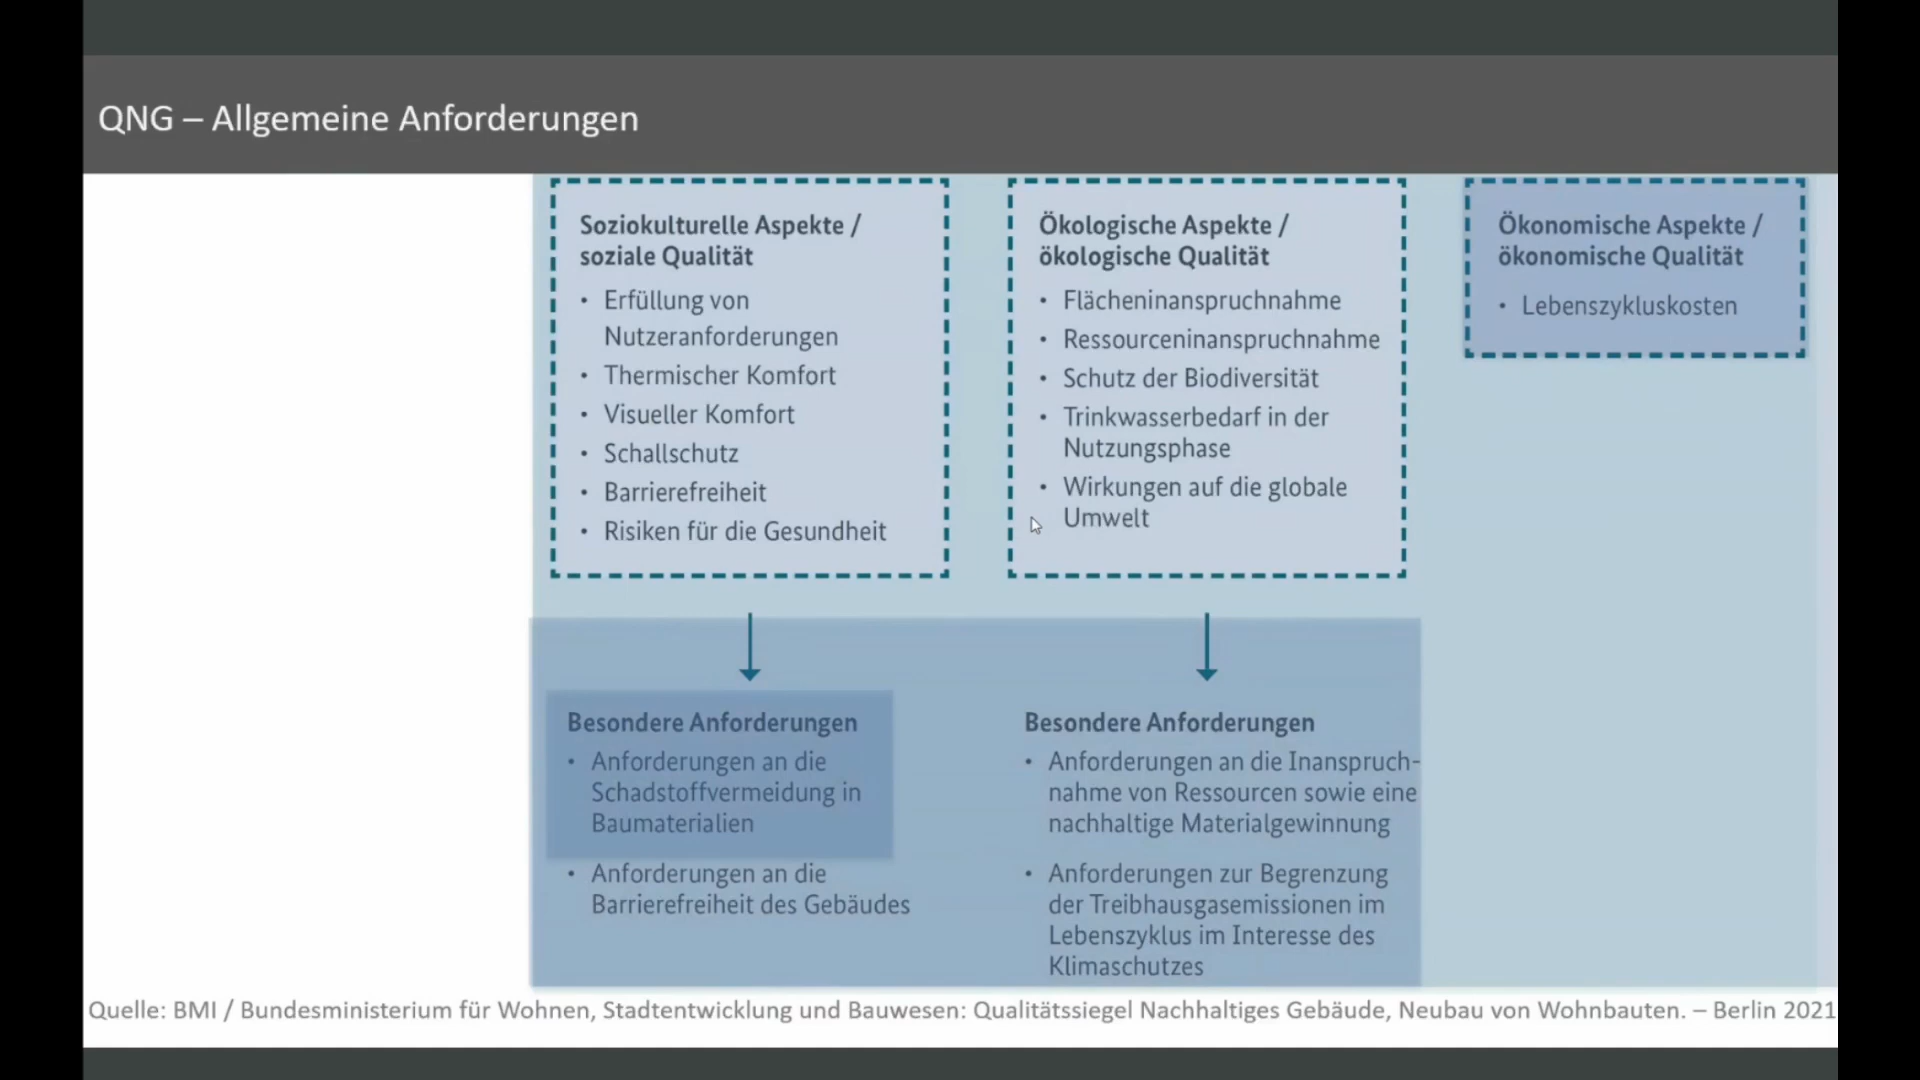 QNG – Allgemeine Anforderungen
Soziokulturelle Aspekte /
soziale Qualität
• Erfüllung von
Nutzeranforderungen
• Thermischer Komfort
• Visueller Komfort
• Schallschutz
• Barrierefreiheit
• Risiken für die Gesundheit
Ökologische Aspekte /
ökologische Qualität
• Flächeninanspruchnahme
• Ressourceninanspruchnahme
• Schutz der Biodiversität
• Trinkwasserbedarf in der
Nutzungsphase
• Wirkungen auf die globale
Umwelt
Ökonomische Aspekte /
ökonomische Qualität
• Lebenszykluskosten
Besondere Anforderungen
• Anforderungen an die
Schadstoffvermeidung in
Baumaterialien
• Anforderungen an die
Barrierefreiheit des Gebäudes
Besondere Anforderungen
• Anforderungen an die Inanspruch-
nahme von Ressourcen sowie eine
nachhaltige Materialgewinnung
• Anforderungen zur Begrenzung
der Treibhausgasemissionen im
Lebenszyklus im Interesse des
Klimaschutzes
Quelle: BMI / Bundesministerium für Wohnen, Stadtentwicklung und Bauwesen: Qualitätssiegel Nachhaltiges Gebäude, Neubau von Wohnbauten. – Berlin 2021